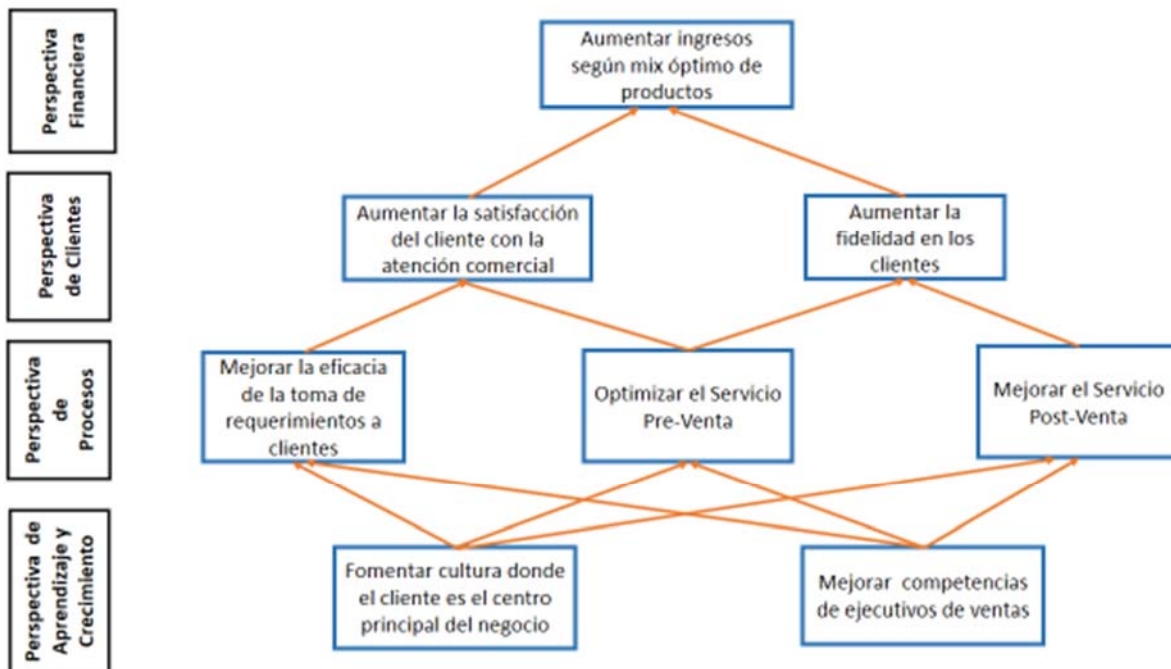 Perspectiva
Financiera
Aumentar ingresos
según mix óptimo de
productos
Perspectiva
de Clientes
Aumentar la satisfacción
del cliente con la
atención comercial
Aumentar la
fidelidad en los
clientes
Perspectiva
de
Procesos
Mejorar la eficacia
de la toma de
requerimientos a
clientes
Optimizar el Servicio
Pre-Venta
Mejorar el Servicio
Post-Venta
Perspectiva de
Aprendizaje y
Crecimiento
Fomentar cultura donde
el cliente es el centro
principal del negocio
Mejorar competencias
de ejecutivos de ventas